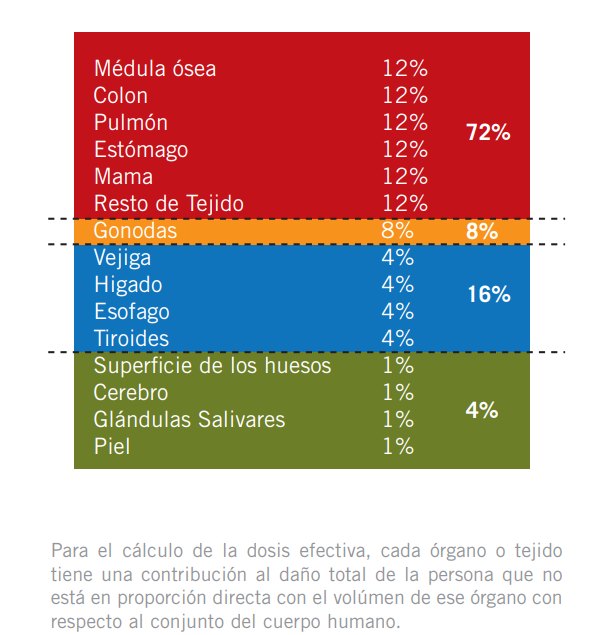 Médula ósea 12%
Colon 12%
Pulmón 12%
72%
Estómago 12%
Mama 12%
Resto de Tejido 12%
Gonodas 8% 8%
Vejiga 4%
Higado 4%
16%
Esofago 4%
Tiroides 4%
Superficie de los huesos 1%
Cerebro 1%
4%
Glándulas Salivares 1%
Piel 1%
Para el cálculo de la dosis efectiva, cada órgano o tejido
tiene una contribución al daño total de la persona que no
está en proporción directa con el volúmen de ese órgano con
respecto al conjunto del cuerpo humano.